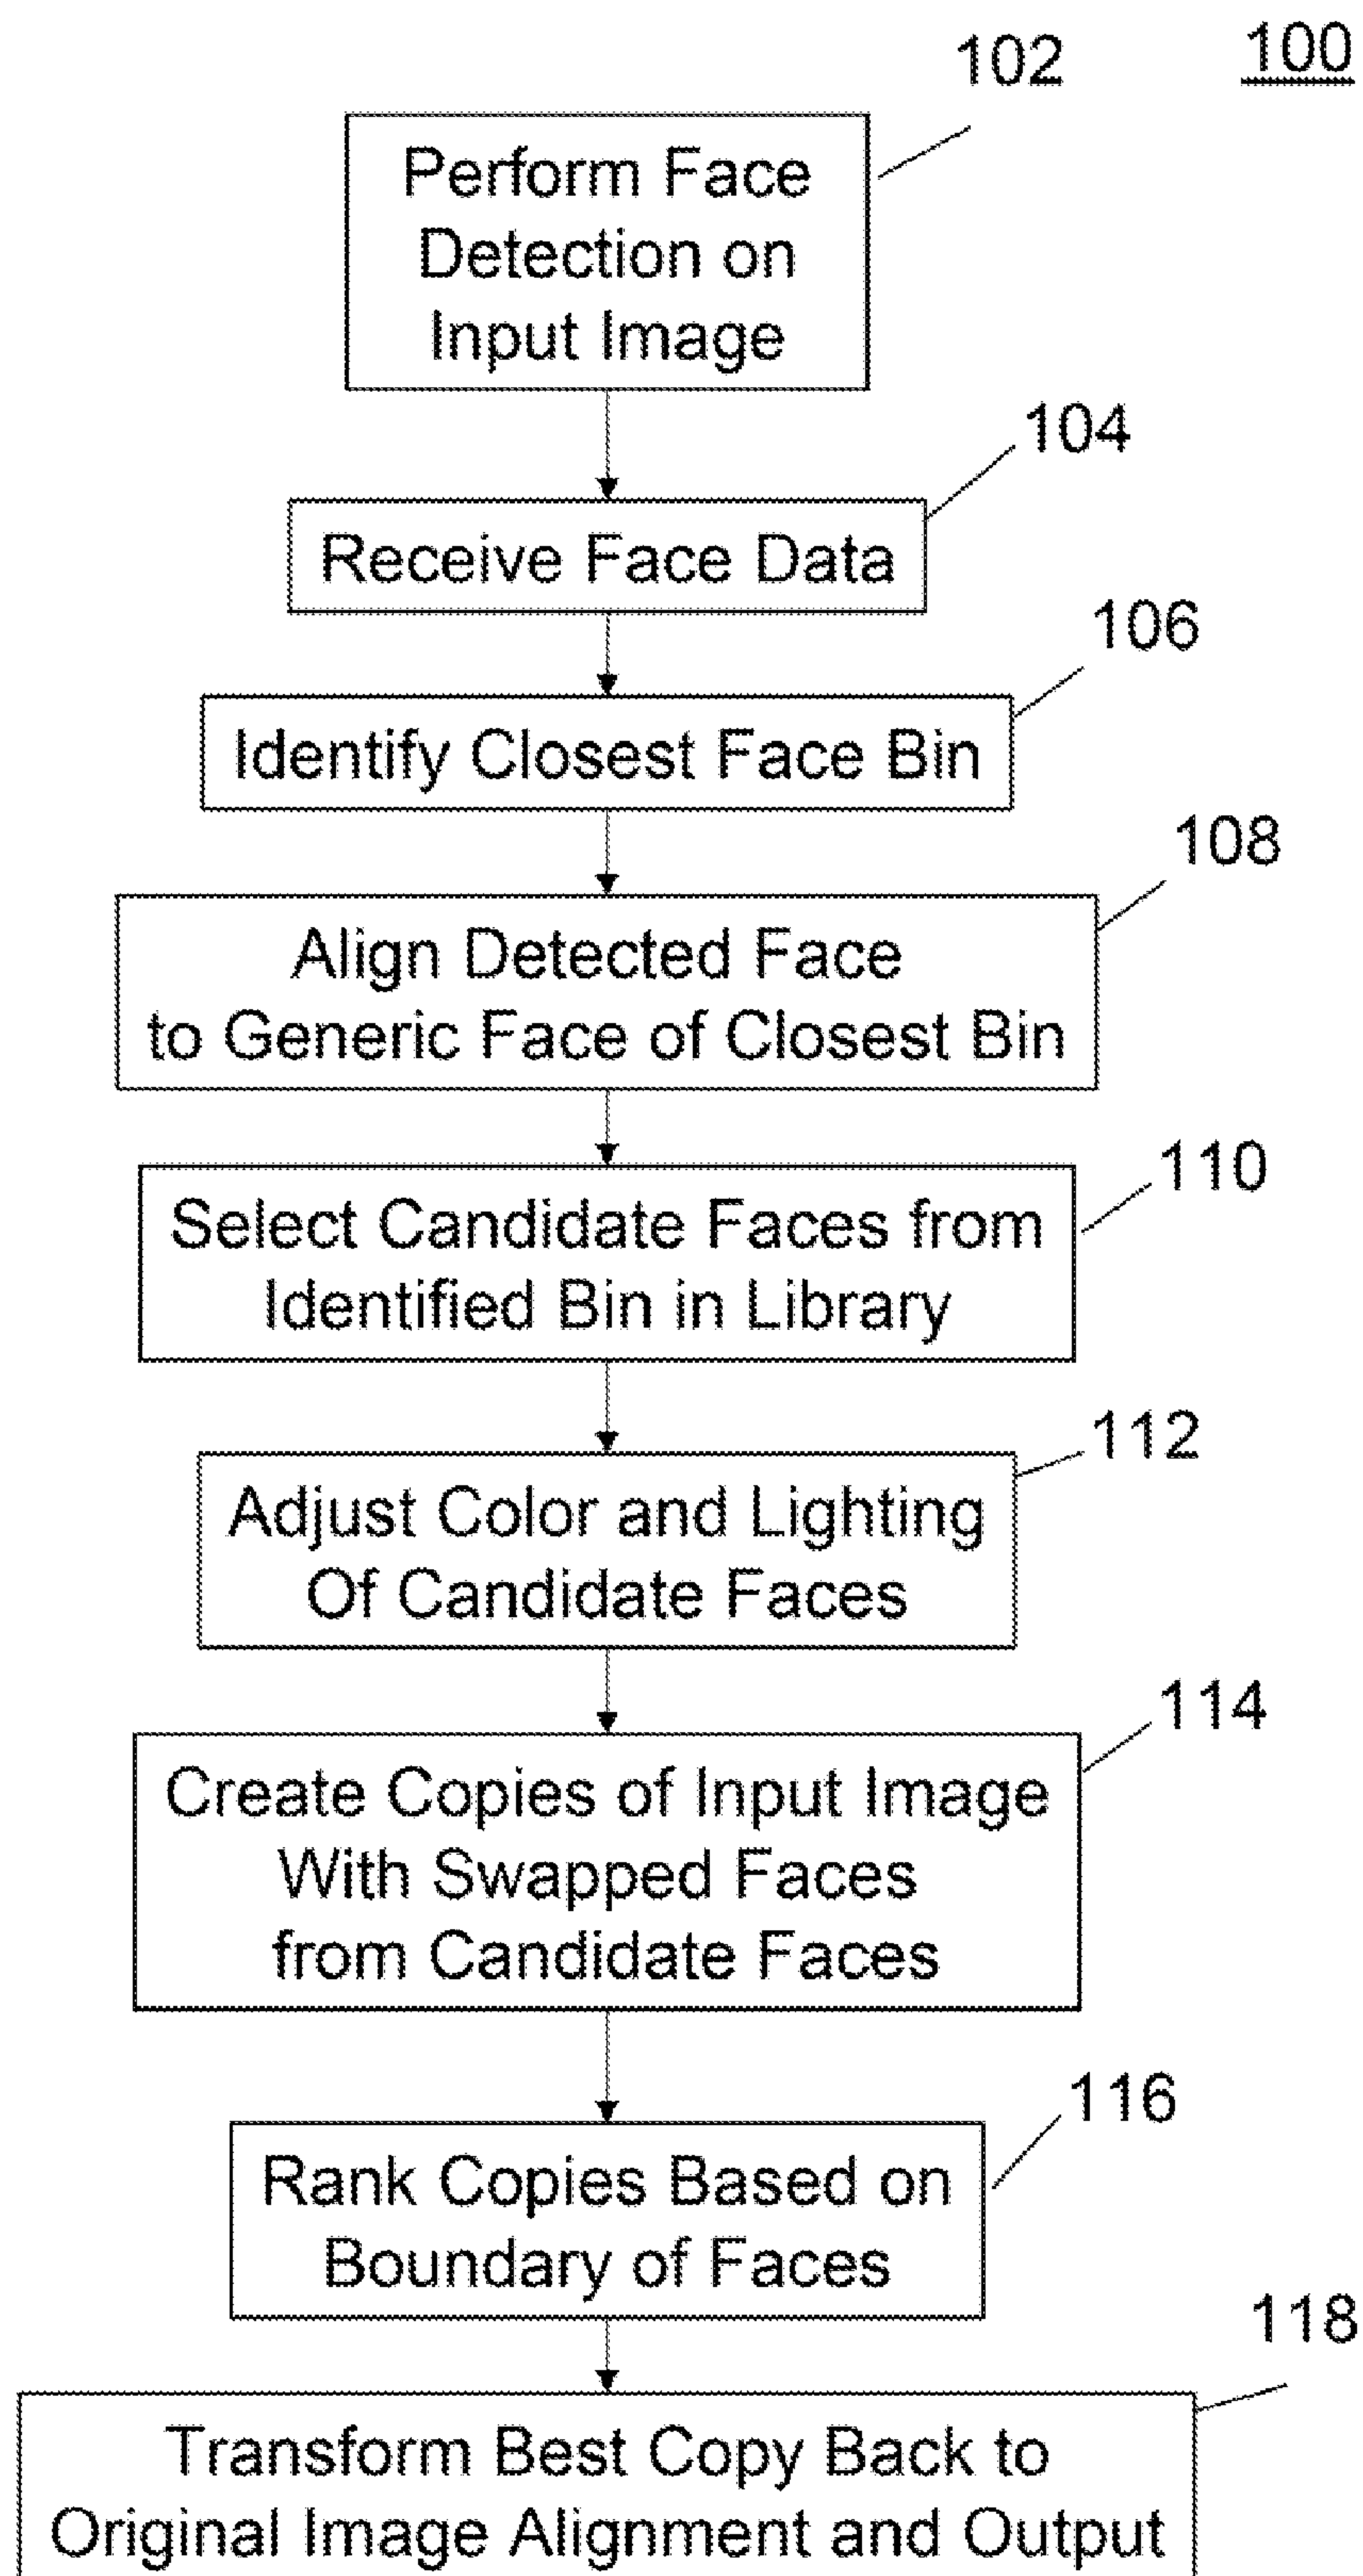 100
102
Perform Face
Detection on
Input Image
104
Receive Face Data
106
Identify Closest Face Bin
108
Align Detected Face
to Generic Face of Closest Bin
110
Select Candidate Faces from
Identified Bin in Library
112
Adjust Color and Lighting
Of Candidate Faces
114
Create Copies of Input Image
With Swapped Faces
from Candidate Faces
116
Rank Copies Based on
Boundary of Faces
118
Transform Best Copy Back to
Original Image Alignment and Output